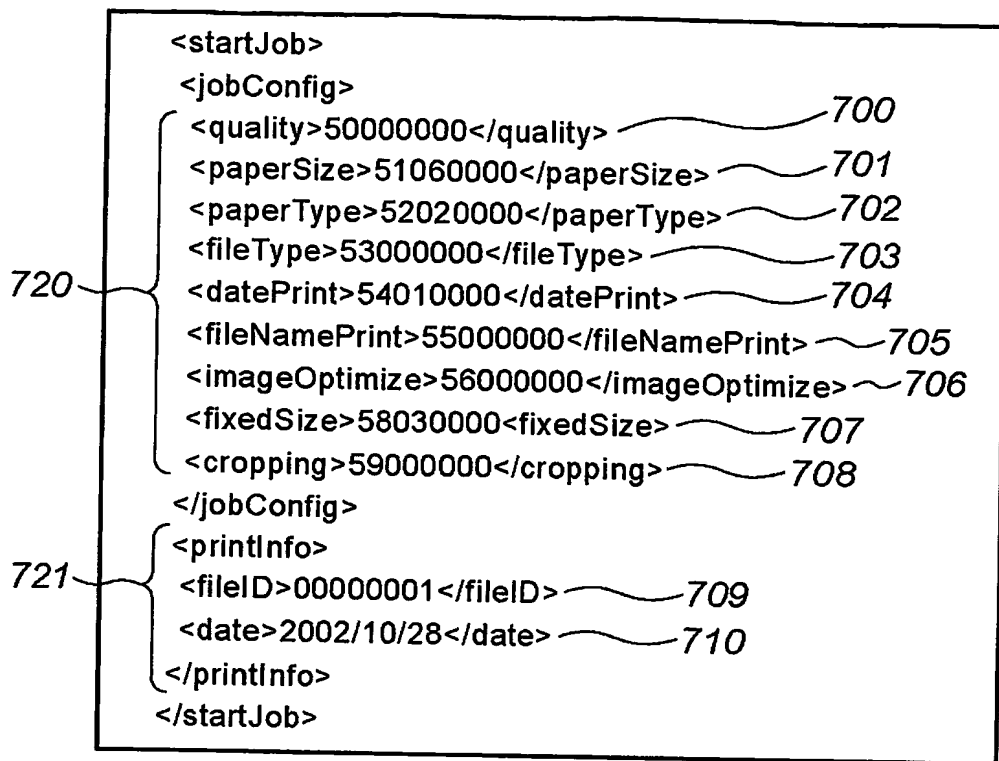 <startJob>
<jobConfig>
<quality>50000000</quality> 700
<paperSize>51060000</paperSize> 701
<paperType>52020000</paperType> 702
<fileType>53000000</fileType> 703
720 <datePrint>54010000</datePrint> 704
<fileNamePrint>55000000</fileNamePrint> 705
<imageOptimize>56000000</imageOptimize> 706
<fixedSize>58030000<fixedSize> 707
<cropping>59000000</cropping> 708
</jobConfig>
<printInfo>
721 <fileID>00000001</fileID> 709
<date>2002/10/28</date> 710
</printInfo>
</startJob>